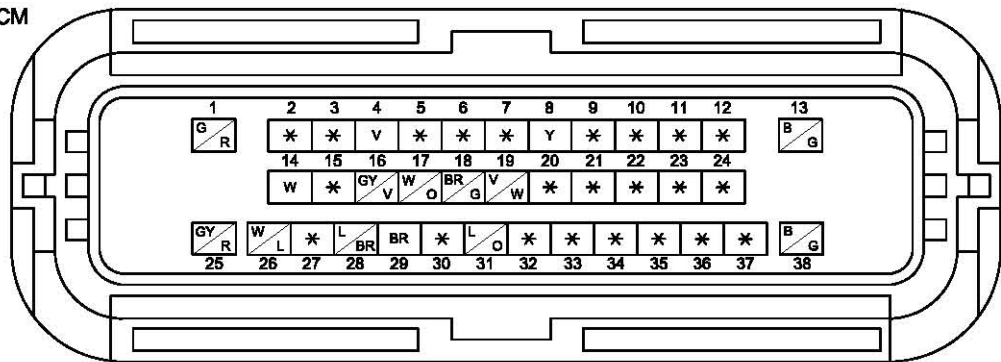 CM
1 2 3 4 5 6 7 8 9 10 11 12 13
G R * * V * * * Y * * * * B G
14 15 16 17 18 19 20 21 22 23 24
W * GY V W O BR G V W * * * * *
GY R W L * L BR BR * L O * * * * * * B G
25 26 27 28 29 30 31 32 33 34 35 36 37 38